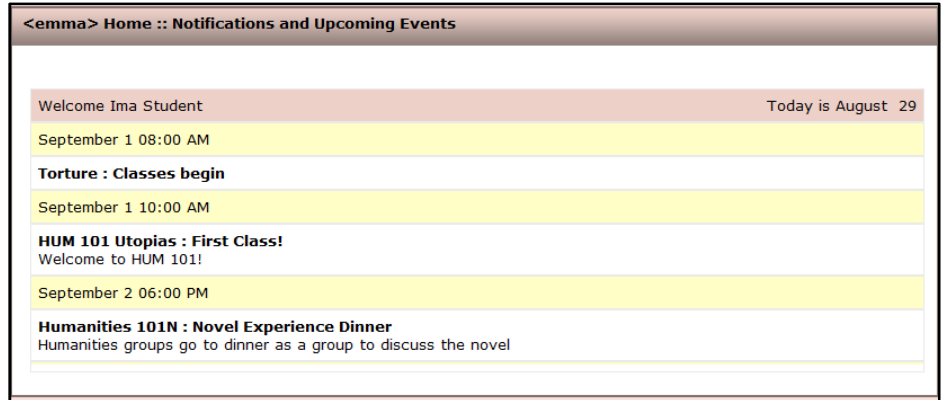 <emma> Home :: Notifications and Upcoming Events
Welcome Ima Student Today is August 29
September 1 08:00 AM
Torture : Classes begin
September 1 10:00 AM
HUM 101 Utopias : First Class!
Welcome to HUM 101!
September 2 06:00 PM
Humanities 101N : Novel Experience Dinner
Humanities groups go to dinner as a group to discuss the novel